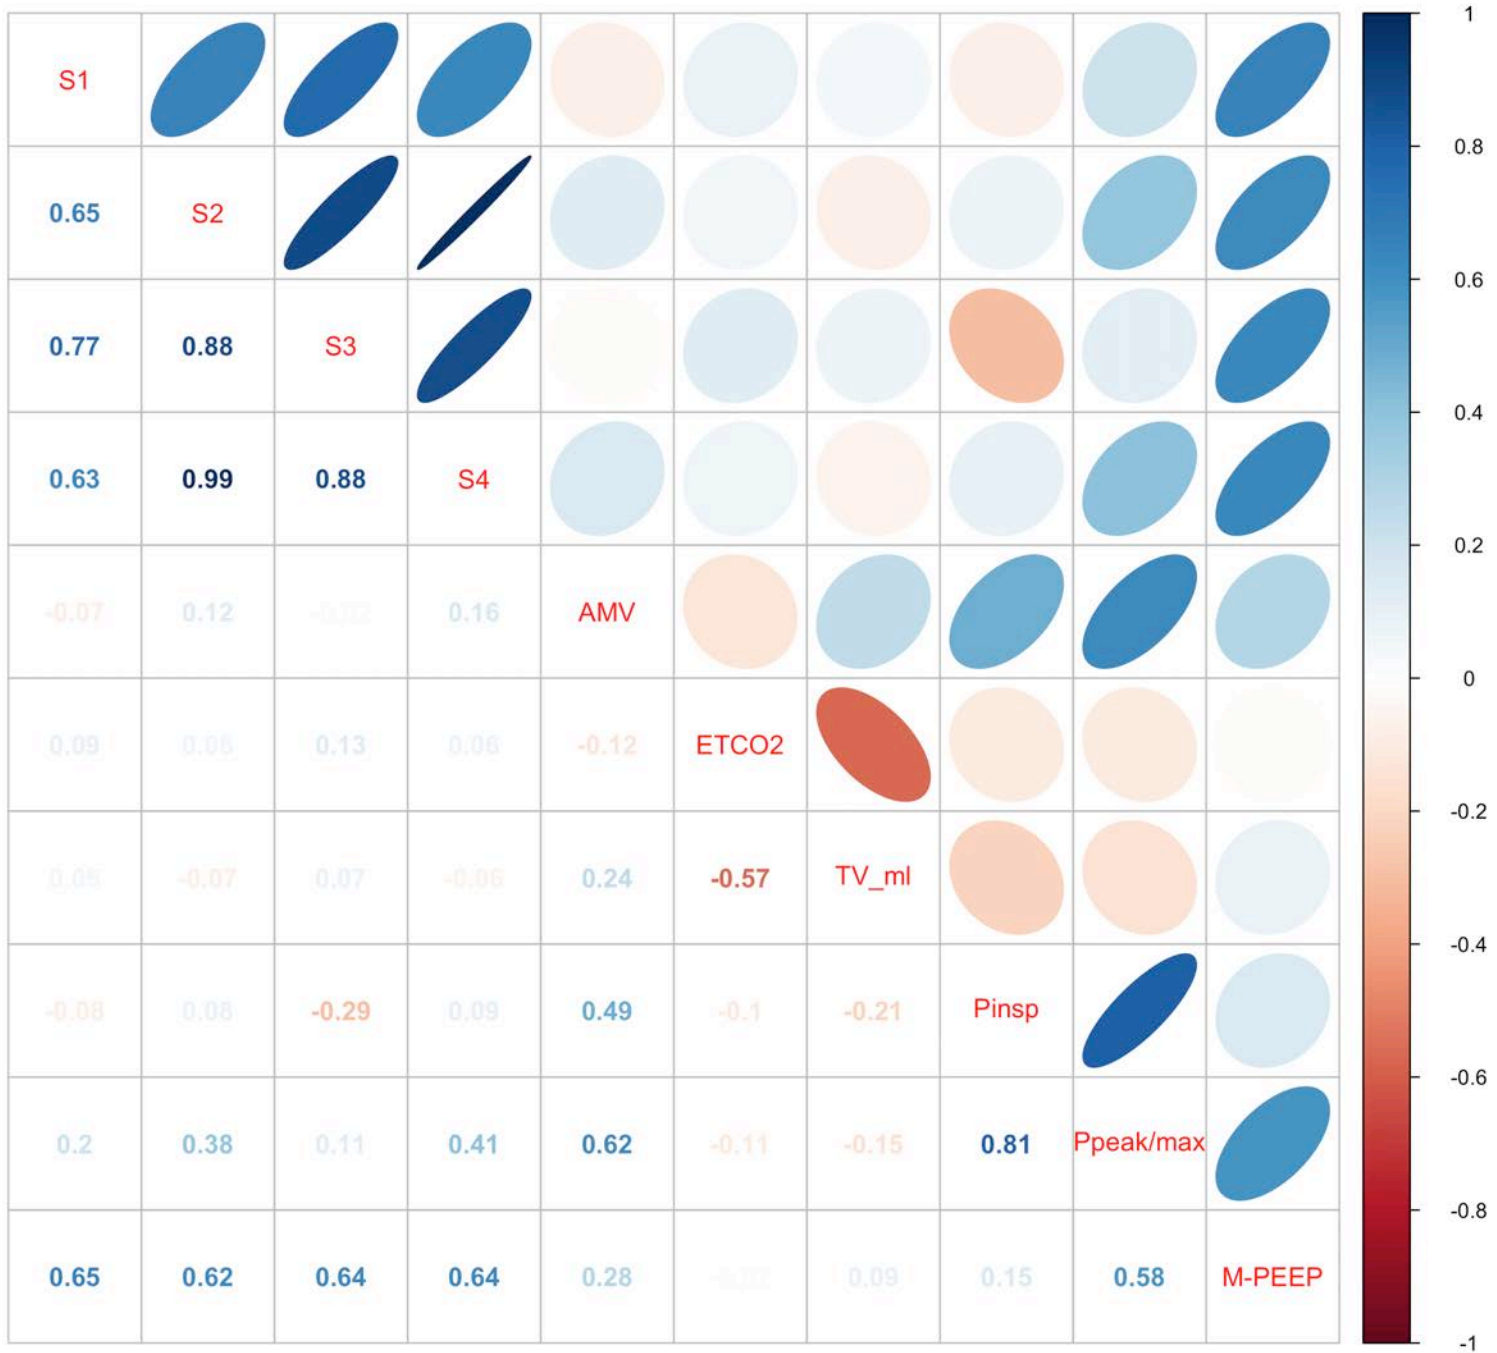 S1
1
0.65 S2
0.8
0.77 0.88 S3
0.6
0.63 0.99 0.88 S4
0.4
0.2
-0.07 0.12 AMV
0.16
0
0.09 0.13 0.06 -0.12 ETCO2
-0.2
-0.07 0.07 -0.06 0.24 -0.57 TV_ml
-0.4
-0.08 0.08 -0.29 0.09 0.49 -0.1 -0.21 Pinsp
-0.6
0.2 0.38 0.11 0.41 0.62 -0.11 -0.15 0.81 Ppeak/max
-0.8
0.65 0.62 0.64 0.64 0.28 0.09 0.15 0.58 M-PEEP
-1